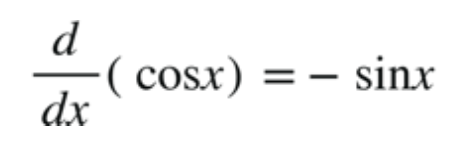 d/dx ( cosx) = − sinx